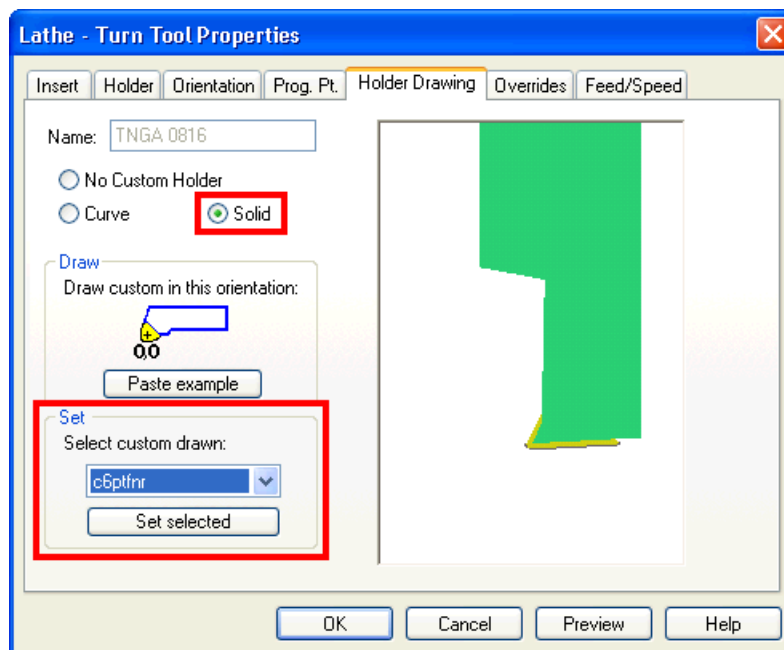 Lathe - Turn Tool Properties
Insert Holder Orientation Prog. Pt. Holder Drawing Overrides Feed/Speed
Name: TNGA 0816
No Custom Holder
Curve Solid
Draw
Draw custom in this orientation:
0,0
Paste example
Set
Select custom drawn:
c6ptfnr
Set selected
OK Cancel Preview Help